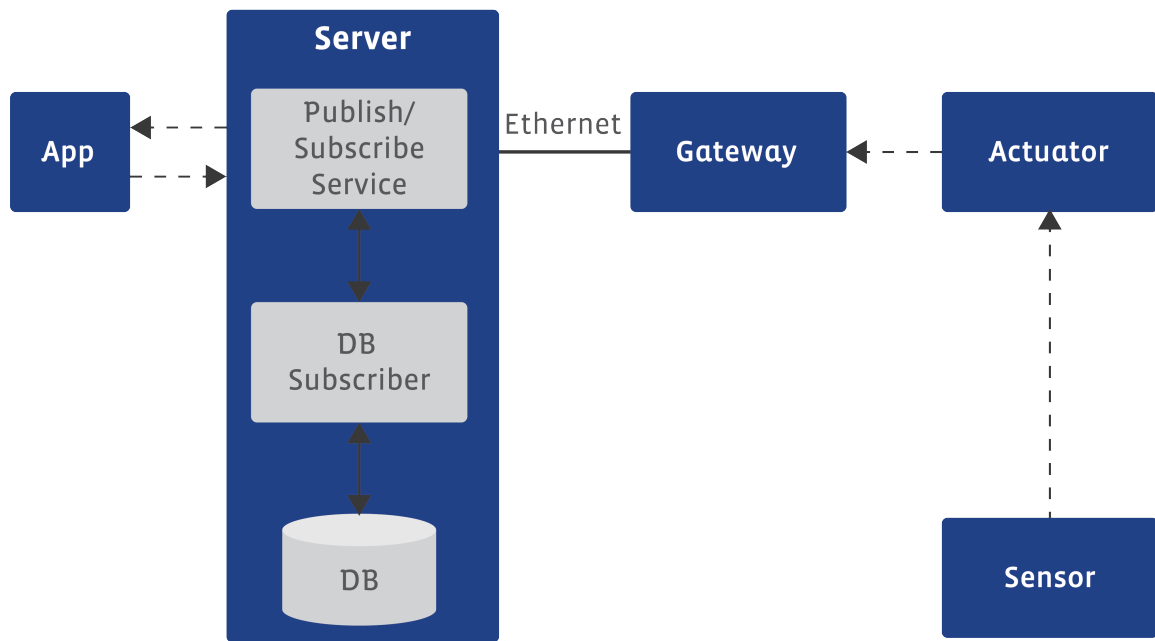 Server
Publish/
Subscribe
Service
App
Ethernet
Gateway
Actuator
DB
Subscriber
DB
Sensor